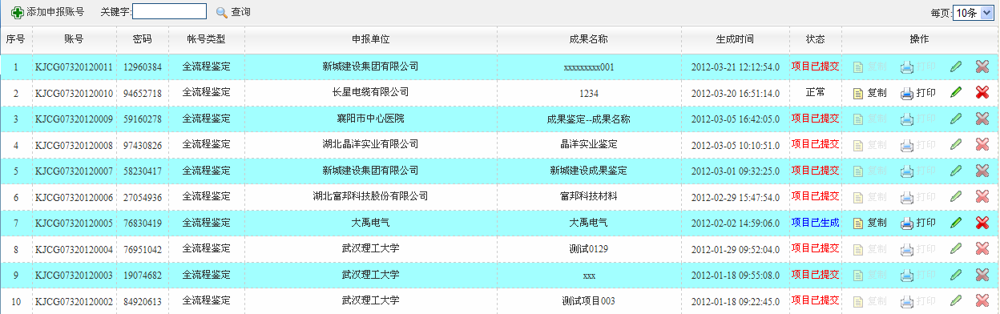 添加申报账号 关键字: 查询 每页: 10条
序号 账号 密码 帐号类型 申报单位 成果名称 生成时间 状态 操作
1 KJCG07320120011 12960384 全流程鉴定 新城建设集团有限公司 xxxxxxxxx001 2012-03-21 12:12:54.0 项目已提交 复制 打印
2 KJCG07320120010 94652718 全流程鉴定 长星电缆有限公司 1234 2012-03-20 16:51:14.0 正常 复制 打印
3 KJCG07320120009 59160278 全流程鉴定 襄阳市中心医院 成果鉴定--成果名称 2012-03-05 16:42:05.0 项目已提交 复制 打印
4 KJCG07320120008 97430826 全流程鉴定 湖北晶洋实业有限公司 晶洋实业鉴定 2012-03-05 10:10:51.0 项目已提交 复制 打印
5 KJCG07320120007 58230417 全流程鉴定 新城建设集团有限公司 新城建设成果鉴定 2012-03-01 09:32:25.0 项目已提交 复制 打印
6 KJCG07320120006 27054936 全流程鉴定 湖北富邦科技股份有限公司 富邦科技材料 2012-02-29 15:47:54.0 项目已提交 复制 打印
7 KJCG07320120005 76830419 全流程鉴定 大禹电气 大禹电气 2012-02-02 14:59:06.0 项目已生成 复制 打印
8 KJCG07320120004 76951042 全流程鉴定 武汉理工大学 测试0129 2012-01-29 09:52:04.0 项目已提交 复制 打印
9 KJCG07320120003 19074682 全流程鉴定 武汉理工大学 xxx 2012-01-18 09:55:08.0 项目已提交 复制 打印
10 KJCG07320120002 84920613 全流程鉴定 武汉理工大学 测试项目003 2012-01-18 09:22:45.0 项目已提交 复制 打印